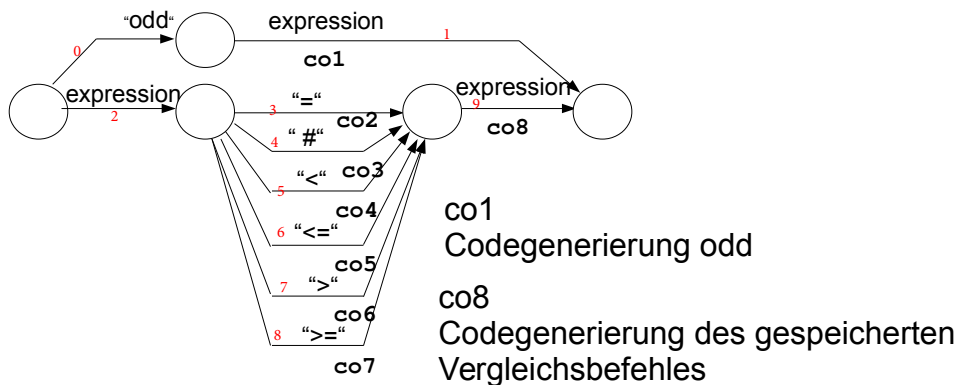 “odd“
0
expression
1
co1
expression
2
3
“=“
co2
4
“ #“
co3
5
“<“
co4
6
“<=“
co5
7
“>“
co6
8
“>=“
co7
expression
9
co8
co1
Codegenerierung odd
co8
Codegenerierung des gespeicherten
Vergleichsbefehles